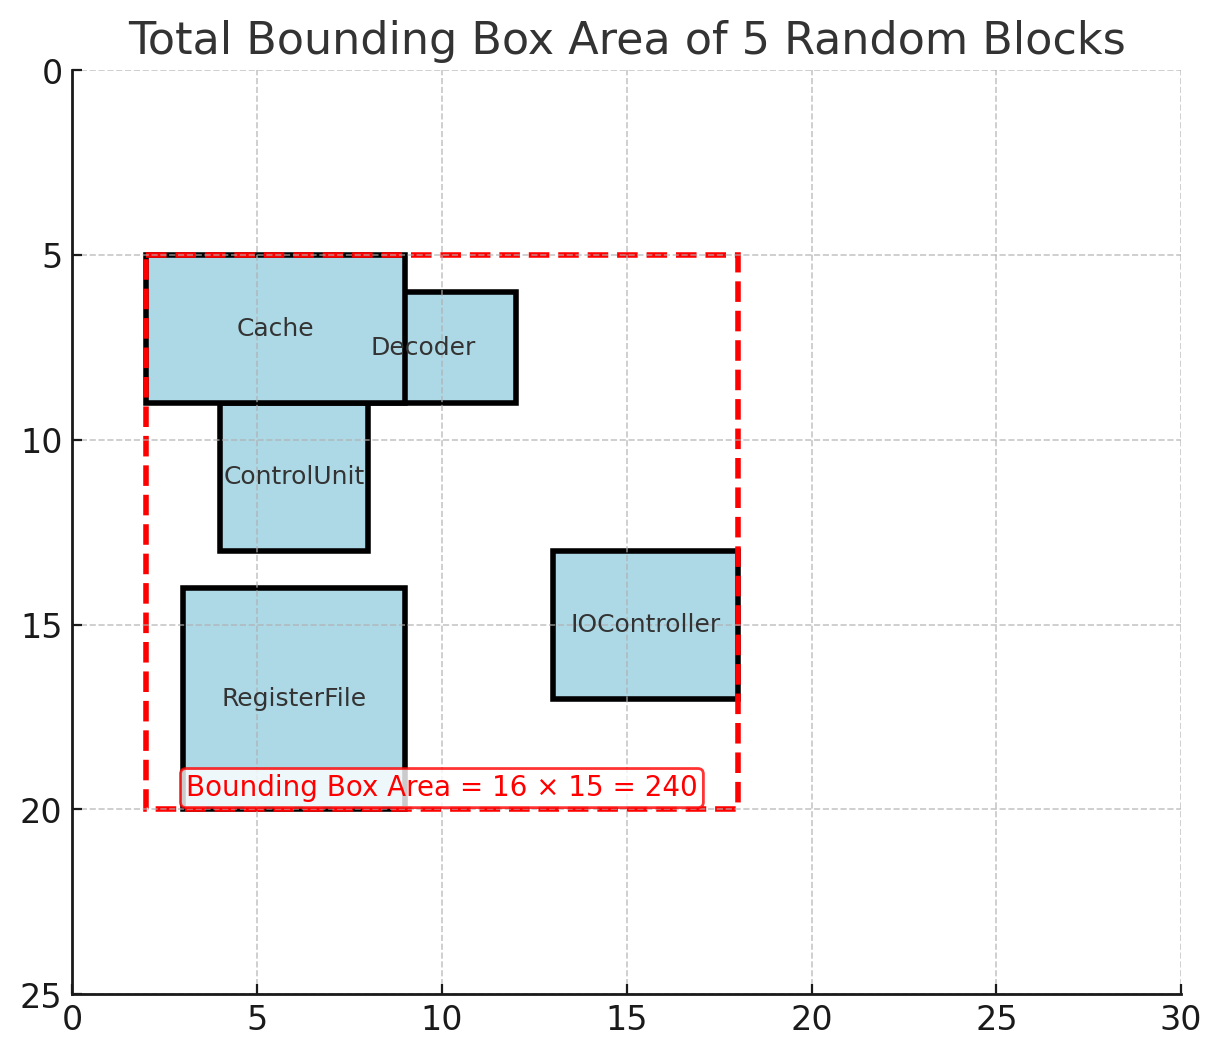 Total Bounding Box Area of 5 Random Blocks
0
5
Cache
Decoder
10
ControlUnit
15
IOController
RegisterFile
Bounding Box Area = 16 × 15 = 240
20
25
0 5 10 15 20 25 30